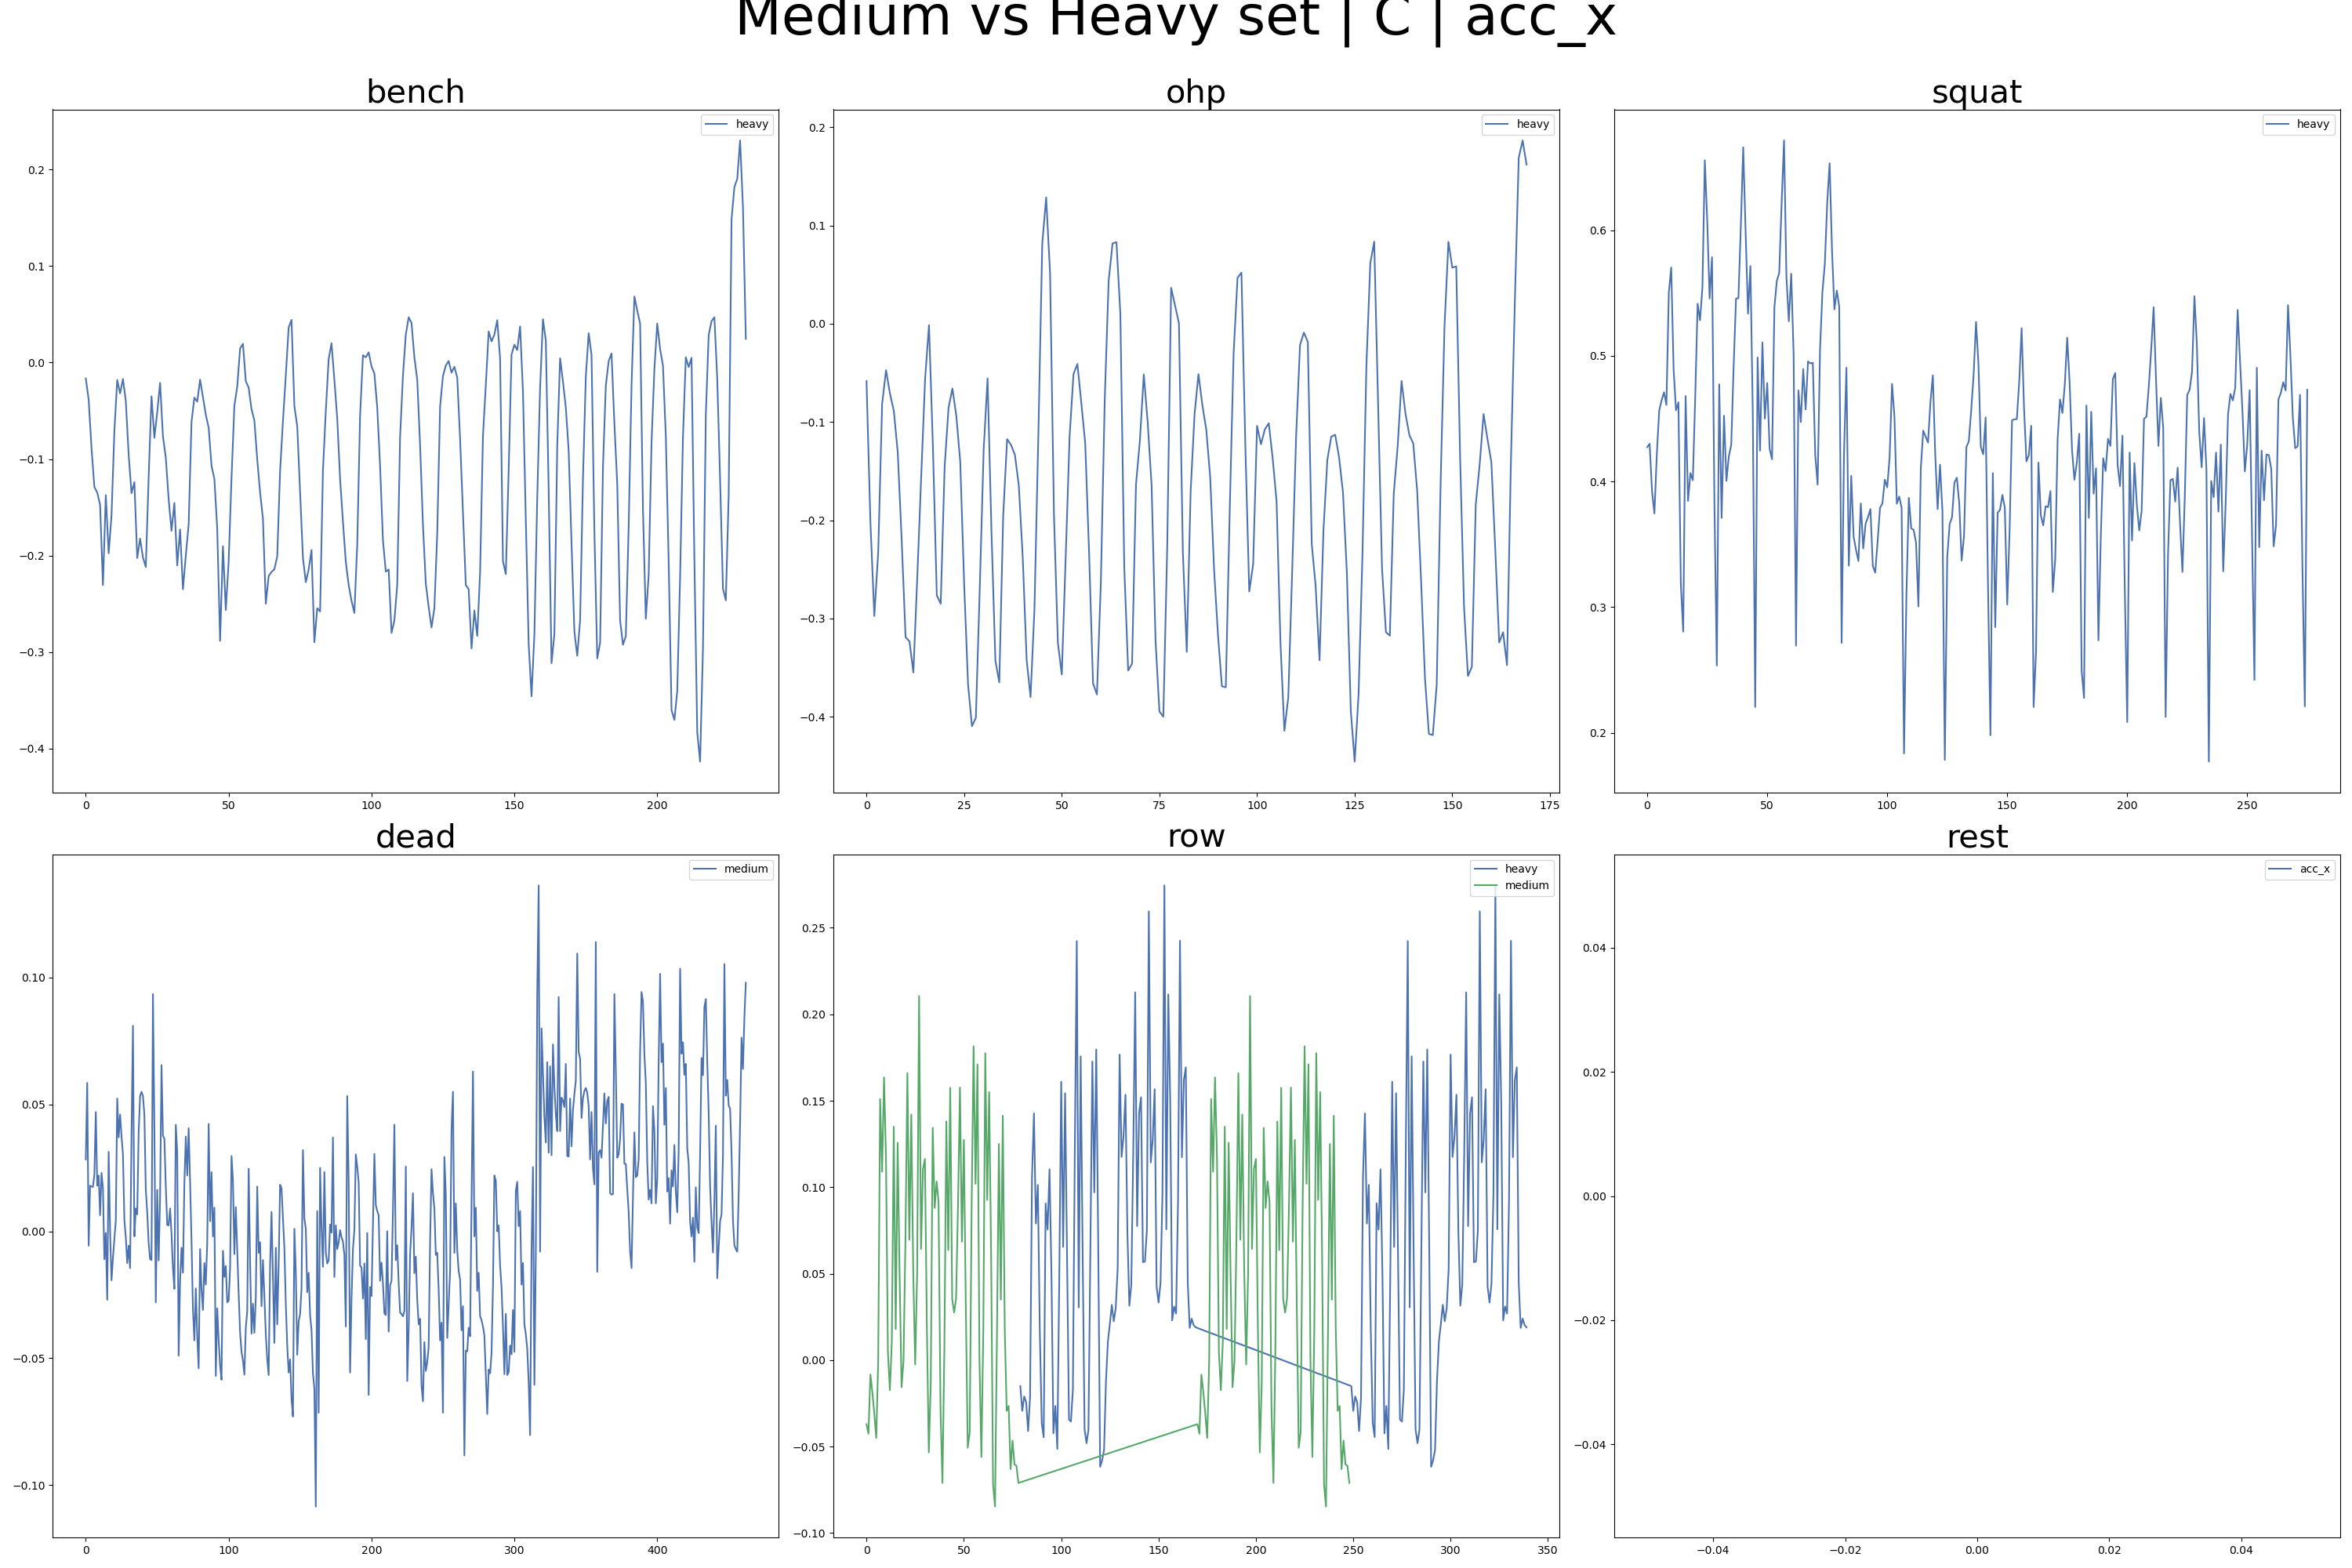 Medium vs Heavy set | C | acc_x
bench
heavy
0.2
0.1
0.0
−0.1
−0.2
−0.3
−0.4
0 50 100 150 200
ohp
heavy
0.2
0.1
0.0
−0.1
−0.2
−0.3
−0.4
0 25 50 75 100 125 150 175
squat
heavy
0.6
0.5
0.4
0.3
0.2
0 50 100 150 200 250
dead
medium
0.10
0.05
0.00
−0.05
−0.10
0 100 200 300 400
row
heavy
medium
0.25
0.20
0.15
0.10
0.05
0.00
−0.05
−0.10
0 50 100 150 200 250 300 350
rest
acc_x
0.04
0.02
0.00
−0.02
−0.04
−0.04 −0.02 0.00 0.02 0.04